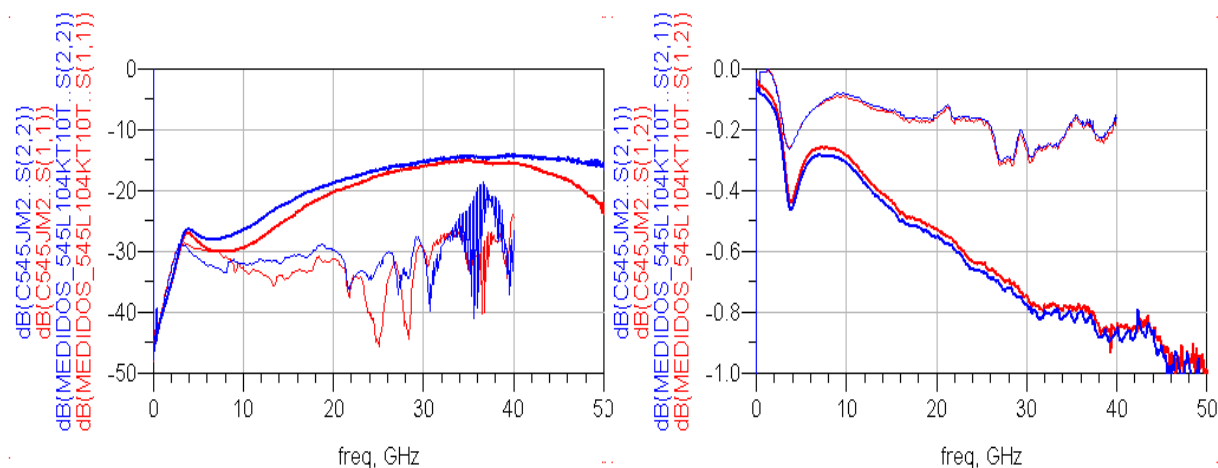 dB(C545JM2..S(2,2))
dB(C545JM2..S(1,1))
dB(MEDIDOS_545L104KT10T..S(2,2))
dB(MEDIDOS_545L104KT10T..S(1,1))
0
-10
-20
-30
-40
-50
0
10
20
30
40
50
freq, GHz
dB(C545JM2..S(2,1))
dB(C545JM2..S(1,2))
dB(MEDIDOS_545L104KT10T..S(2,1))
dB(MEDIDOS_545L104KT10T..S(1,2))
0.0
-0.2
-0.4
-0.6
-0.8
-1.0
0
10
20
30
40
50
freq, GHz